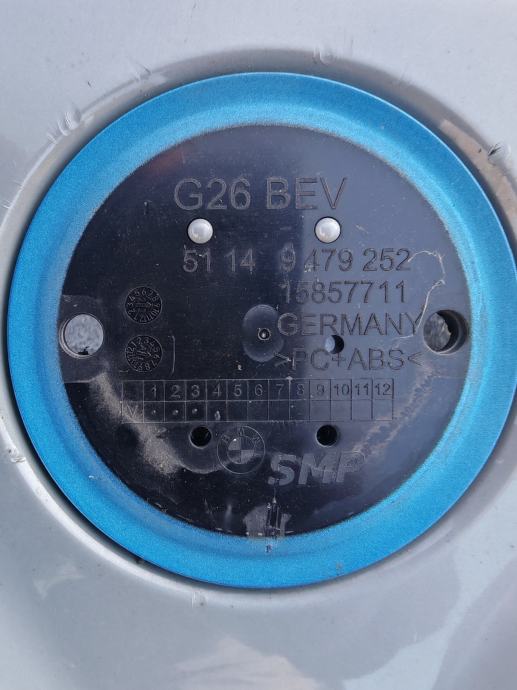 G26 BEV
51 14 9 479 252
15857711
GERMANY
>PC+ABS<
1 2 3 4 5 6 7 8 9 10 11 12
V
BMW
SMP